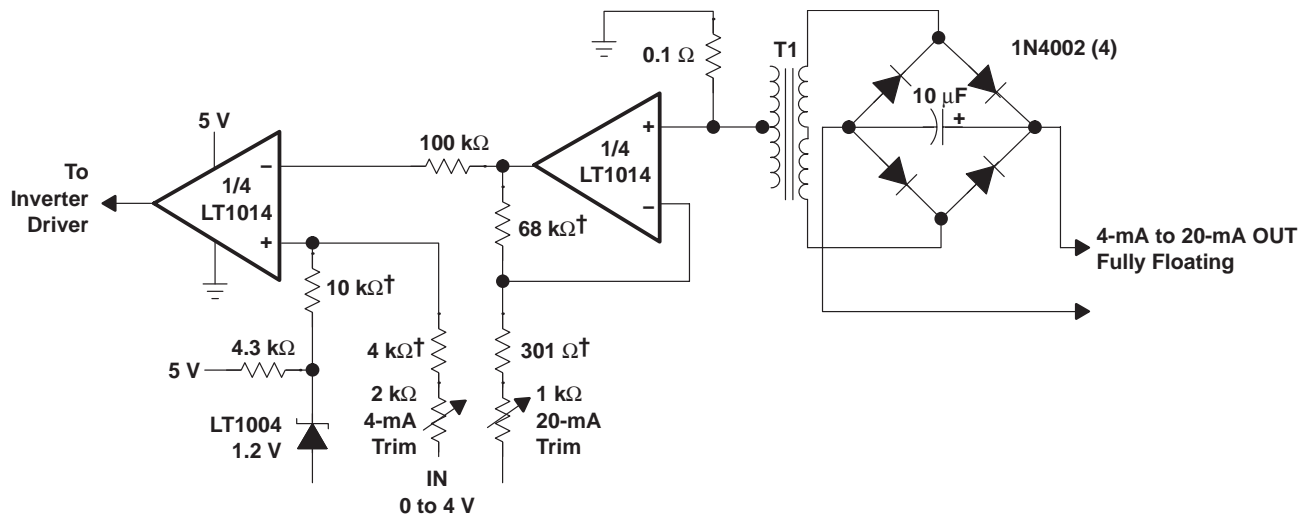 T1
1N4002 (4)
0.1 Ω
10 μF
+
5 V
100 kΩ
+
1/4
LT1014
−
−
1/4
LT1014
+
To
Inverter
Driver
68 kΩ†
4-mA to 20-mA OUT
Fully Floating
10 kΩ†
4.3 kΩ
5 V
4 kΩ†
301 Ω†
2 kΩ
4-mA
Trim
1 kΩ
20-mA
Trim
LT1004
1.2 V
IN
0 to 4 V